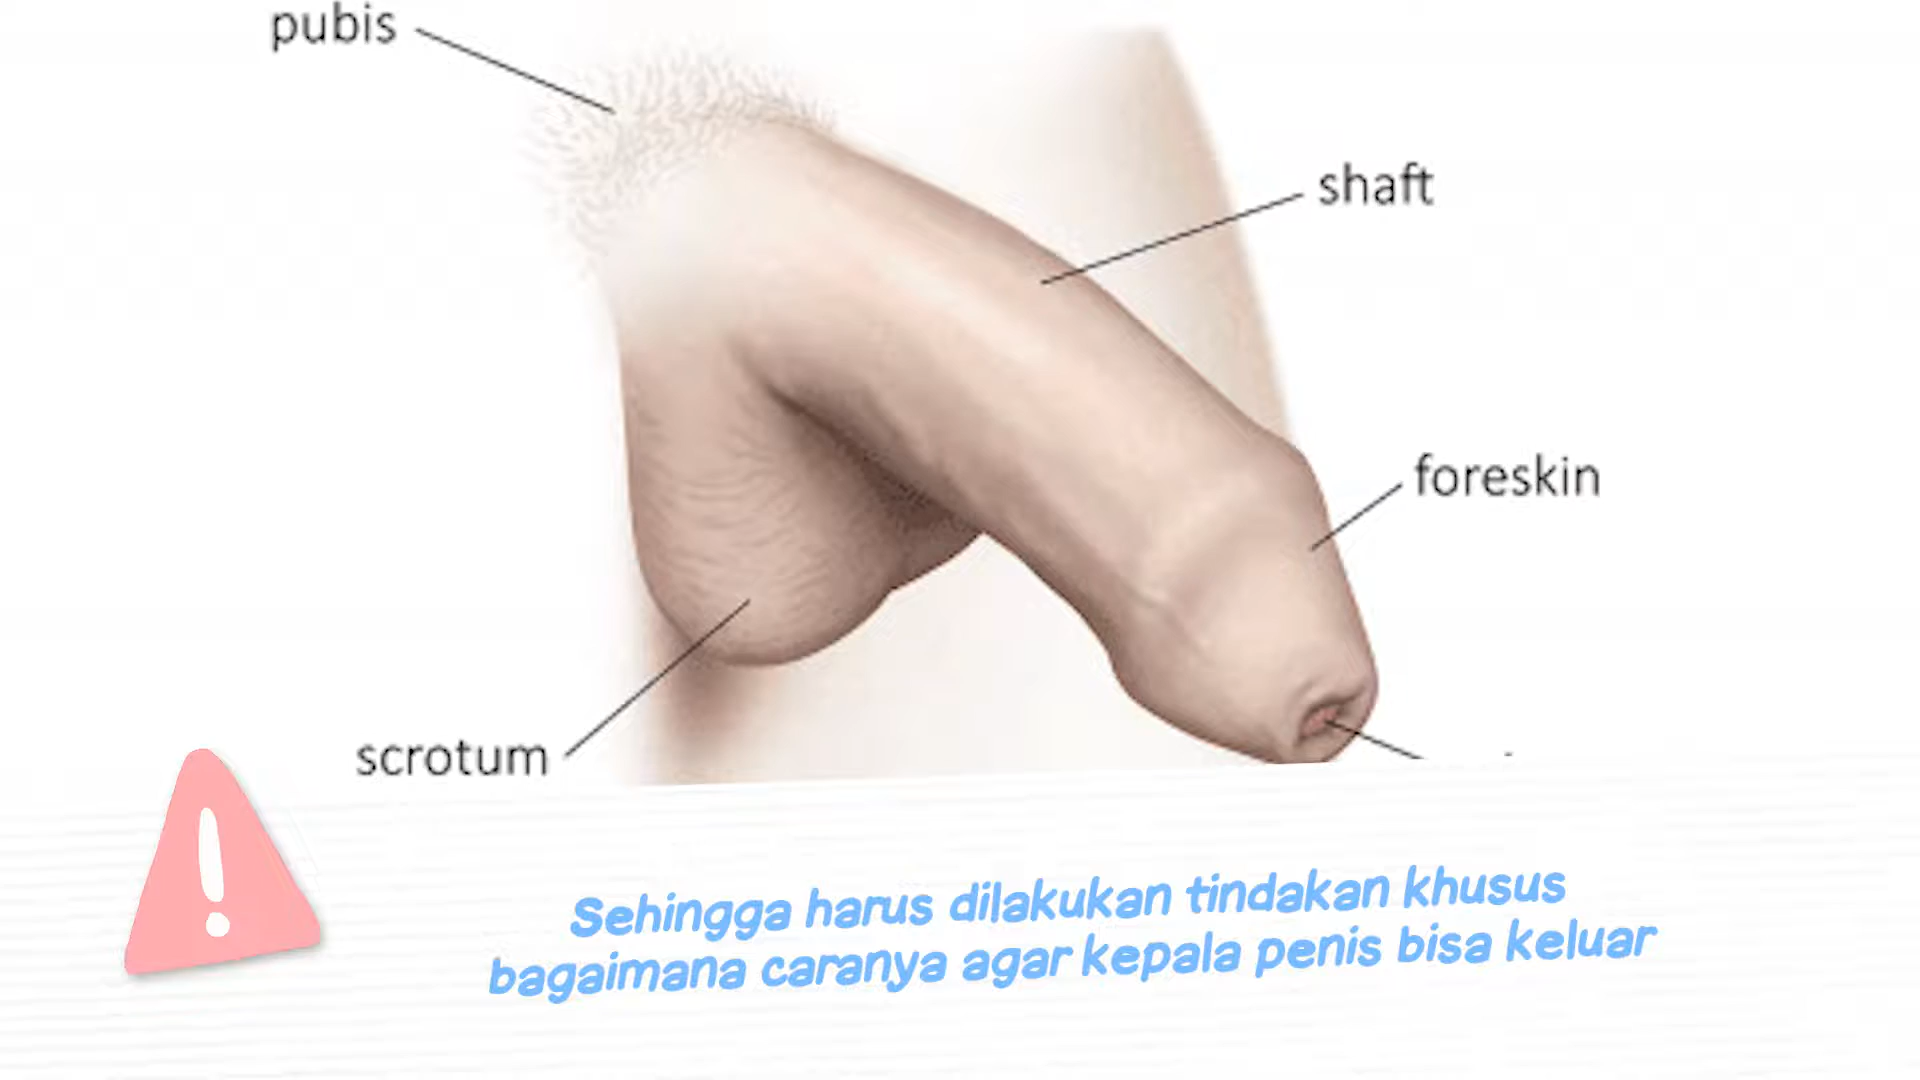 pubis
shaft
foreskin
scrotum
Sehingga harus dilakukan tindakan khusus
bagaimana caranya agar kepala penis bisa keluar